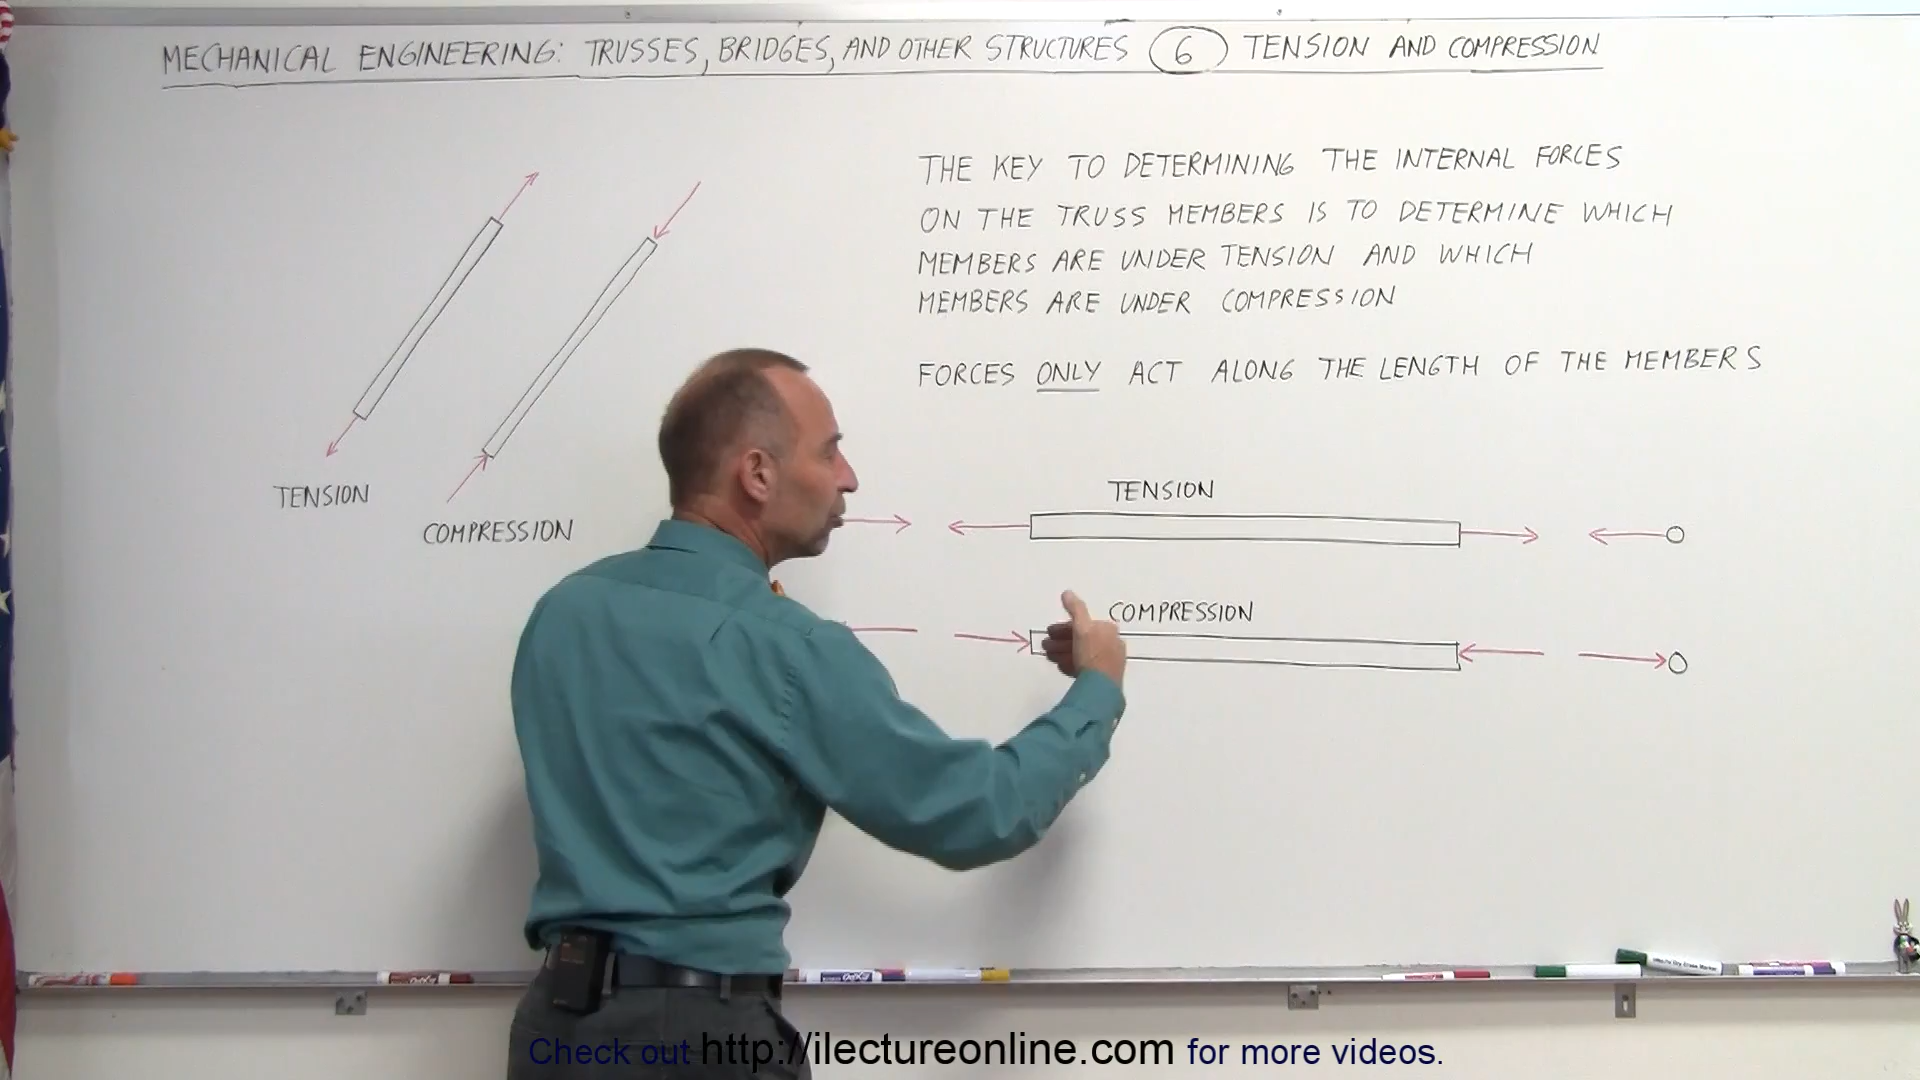 MECHANICAL ENGINEERING: TRUSSES, BRIDGES, AND OTHER STRUCTURES 6 TENSION AND COMPRESSION
THE KEY TO DETERMINING THE INTERNAL FORCES
ON THE TRUSS MEMBERS IS TO DETERMINE WHICH
MEMBERS ARE UNDER TENSION AND WHICH
MEMBERS ARE UNDER COMPRESSION
FORCES ONLY ACT ALONG THE LENGTH OF THE MEMBERS
TENSION
COMPRESSION
TENSION
COMPRESSION
Check out http://ilectureonline.com for more videos.